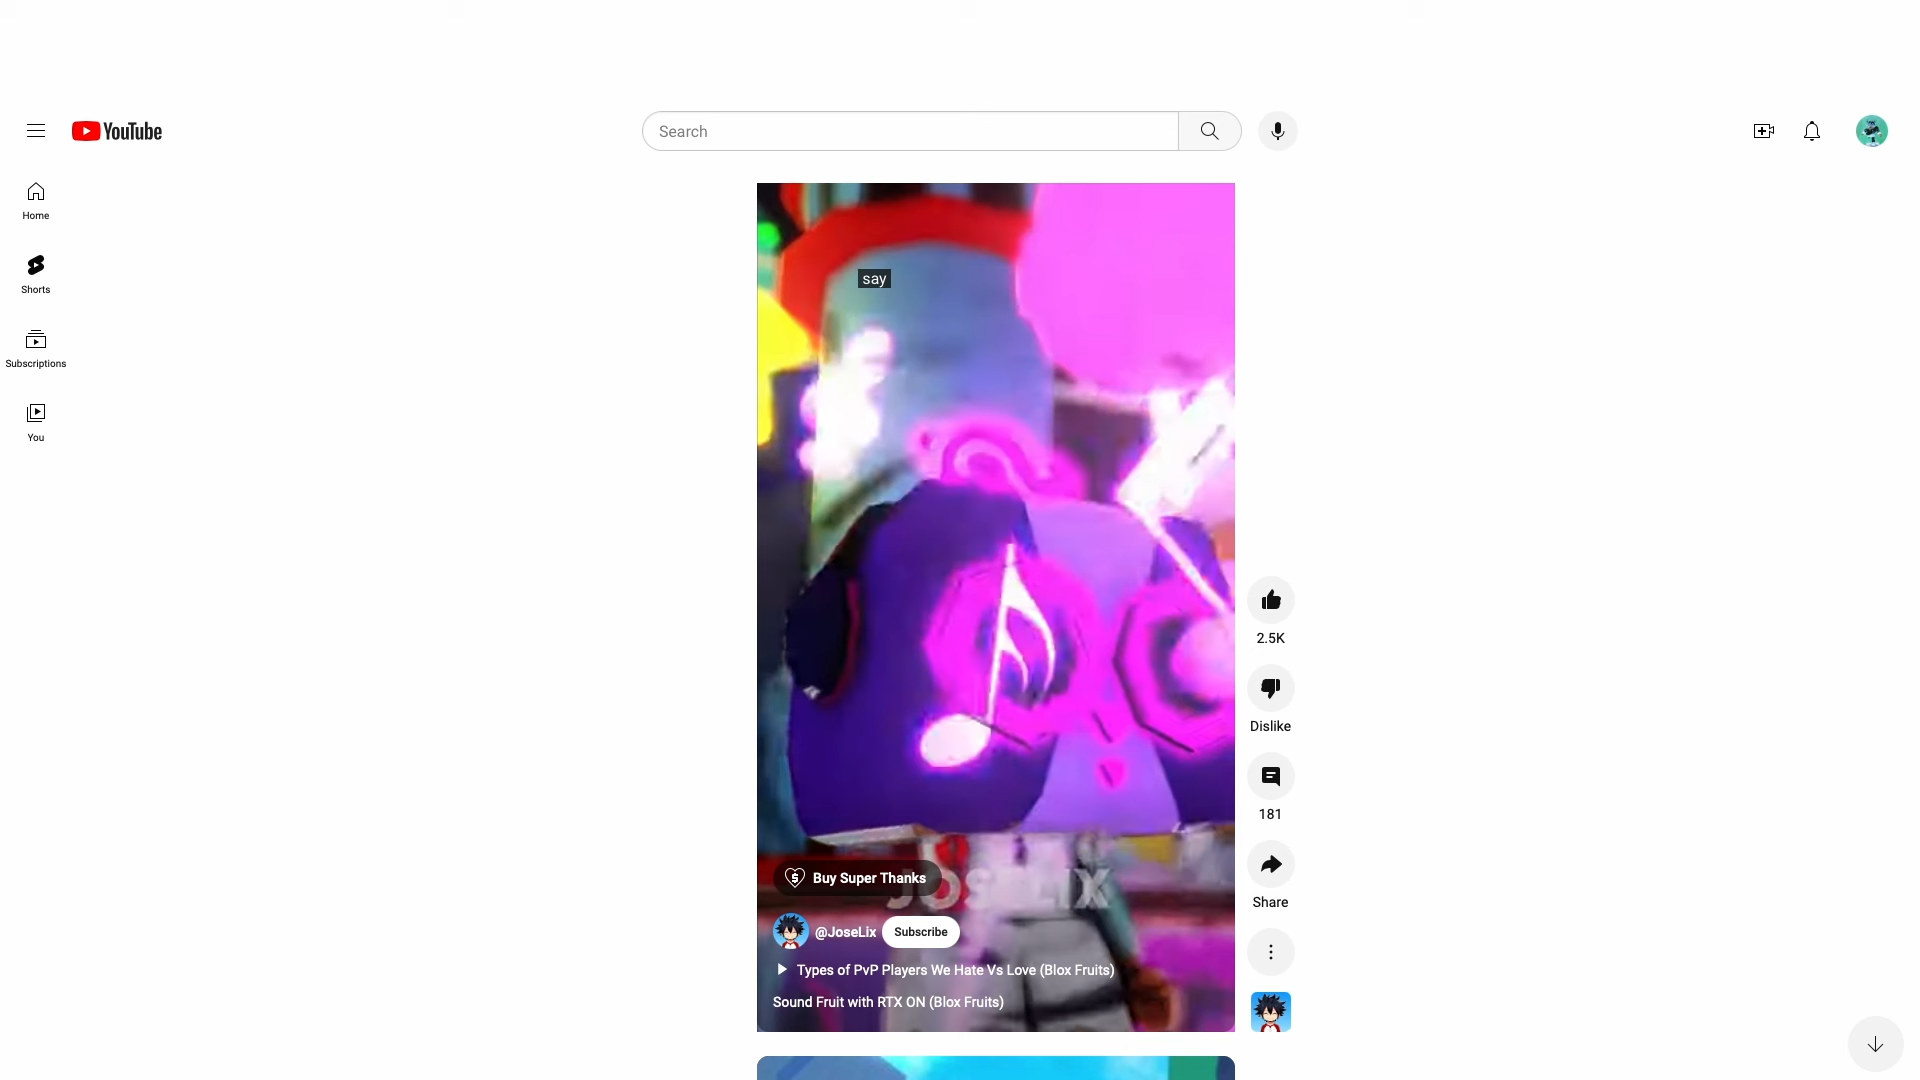 YouTube
Search
Home
Shorts
Subscriptions
You
say
2.5K
Dislike
181
Share
JOSELIX
Buy Super Thanks
@JoseLix
Subscribe
Types of PvP Players We Hate Vs Love (Blox Fruits)
Sound Fruit with RTX ON (Blox Fruits)